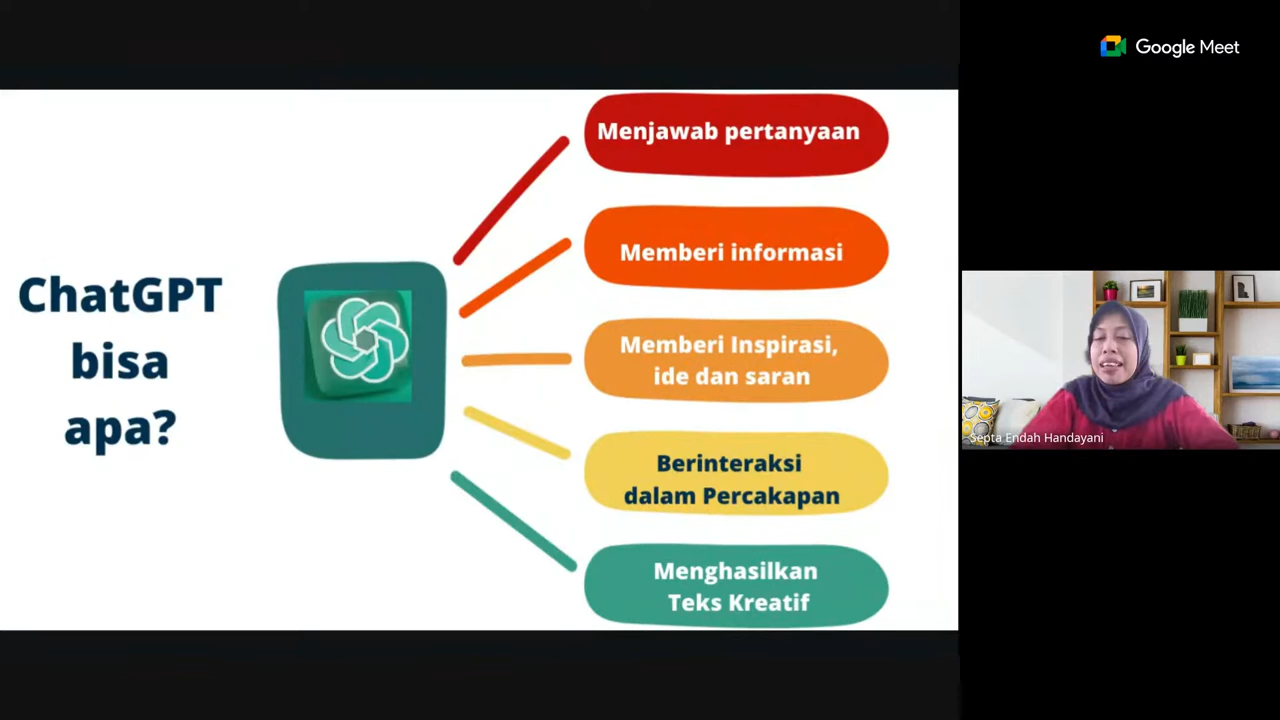 Google Meet
ChatGPT
bisa
apa?
Menjawab pertanyaan
Memberi informasi
Memberi Inspirasi,
ide dan saran
Berinteraksi
dalam Percakapan
Menghasilkan
Teks Kreatif
Septa Endah Handayani